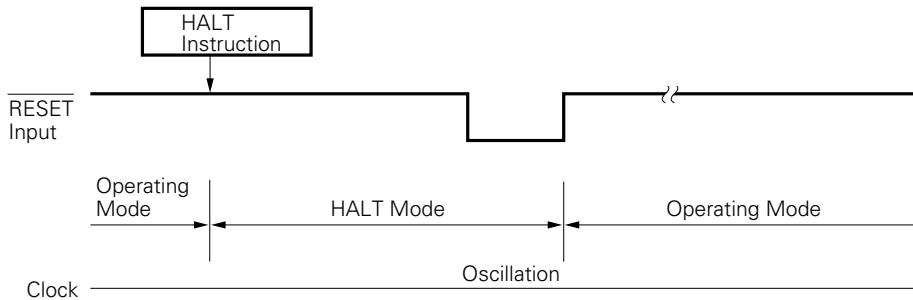 HALT
Instruction
RESET
Input
Operating
Mode
HALT Mode
Operating Mode
Oscillation
Clock